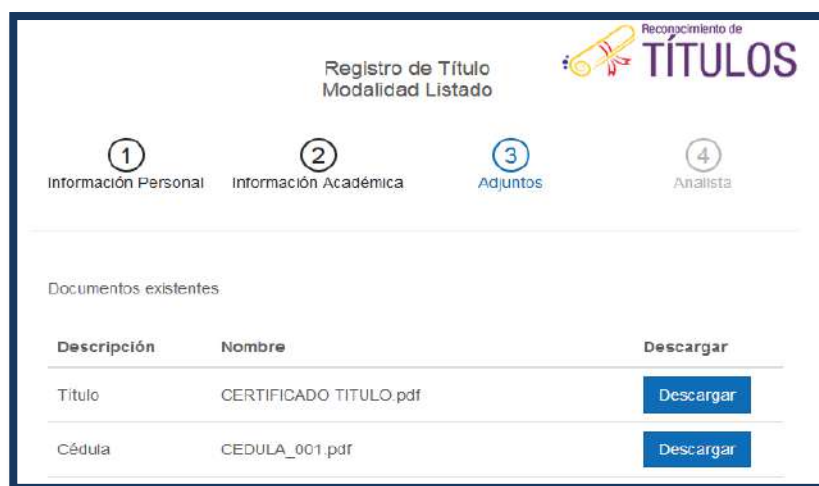 Reconocimiento de
TÍTULOS
Registro de Título
Modalidad Listado
1 2 3 4
Información Personal Información Académica Adjuntos Analista
Documentos existentes
Descripción Nombre Descargar
Título CERTIFICADO TITULO.pdf Descargar
Cédula CEDULA_001.pdf Descargar